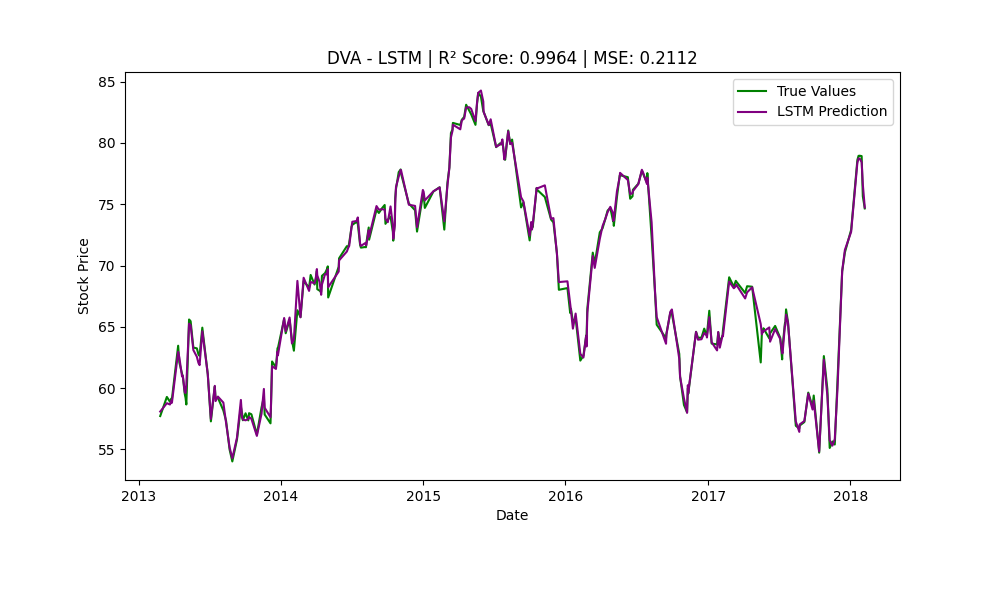 DVA - LSTM | R² Score: 0.9964 | MSE: 0.2112
True Values
LSTM Prediction
Stock Price
85
80
75
70
65
60
55
2013 2014 2015 2016 2017 2018
Date